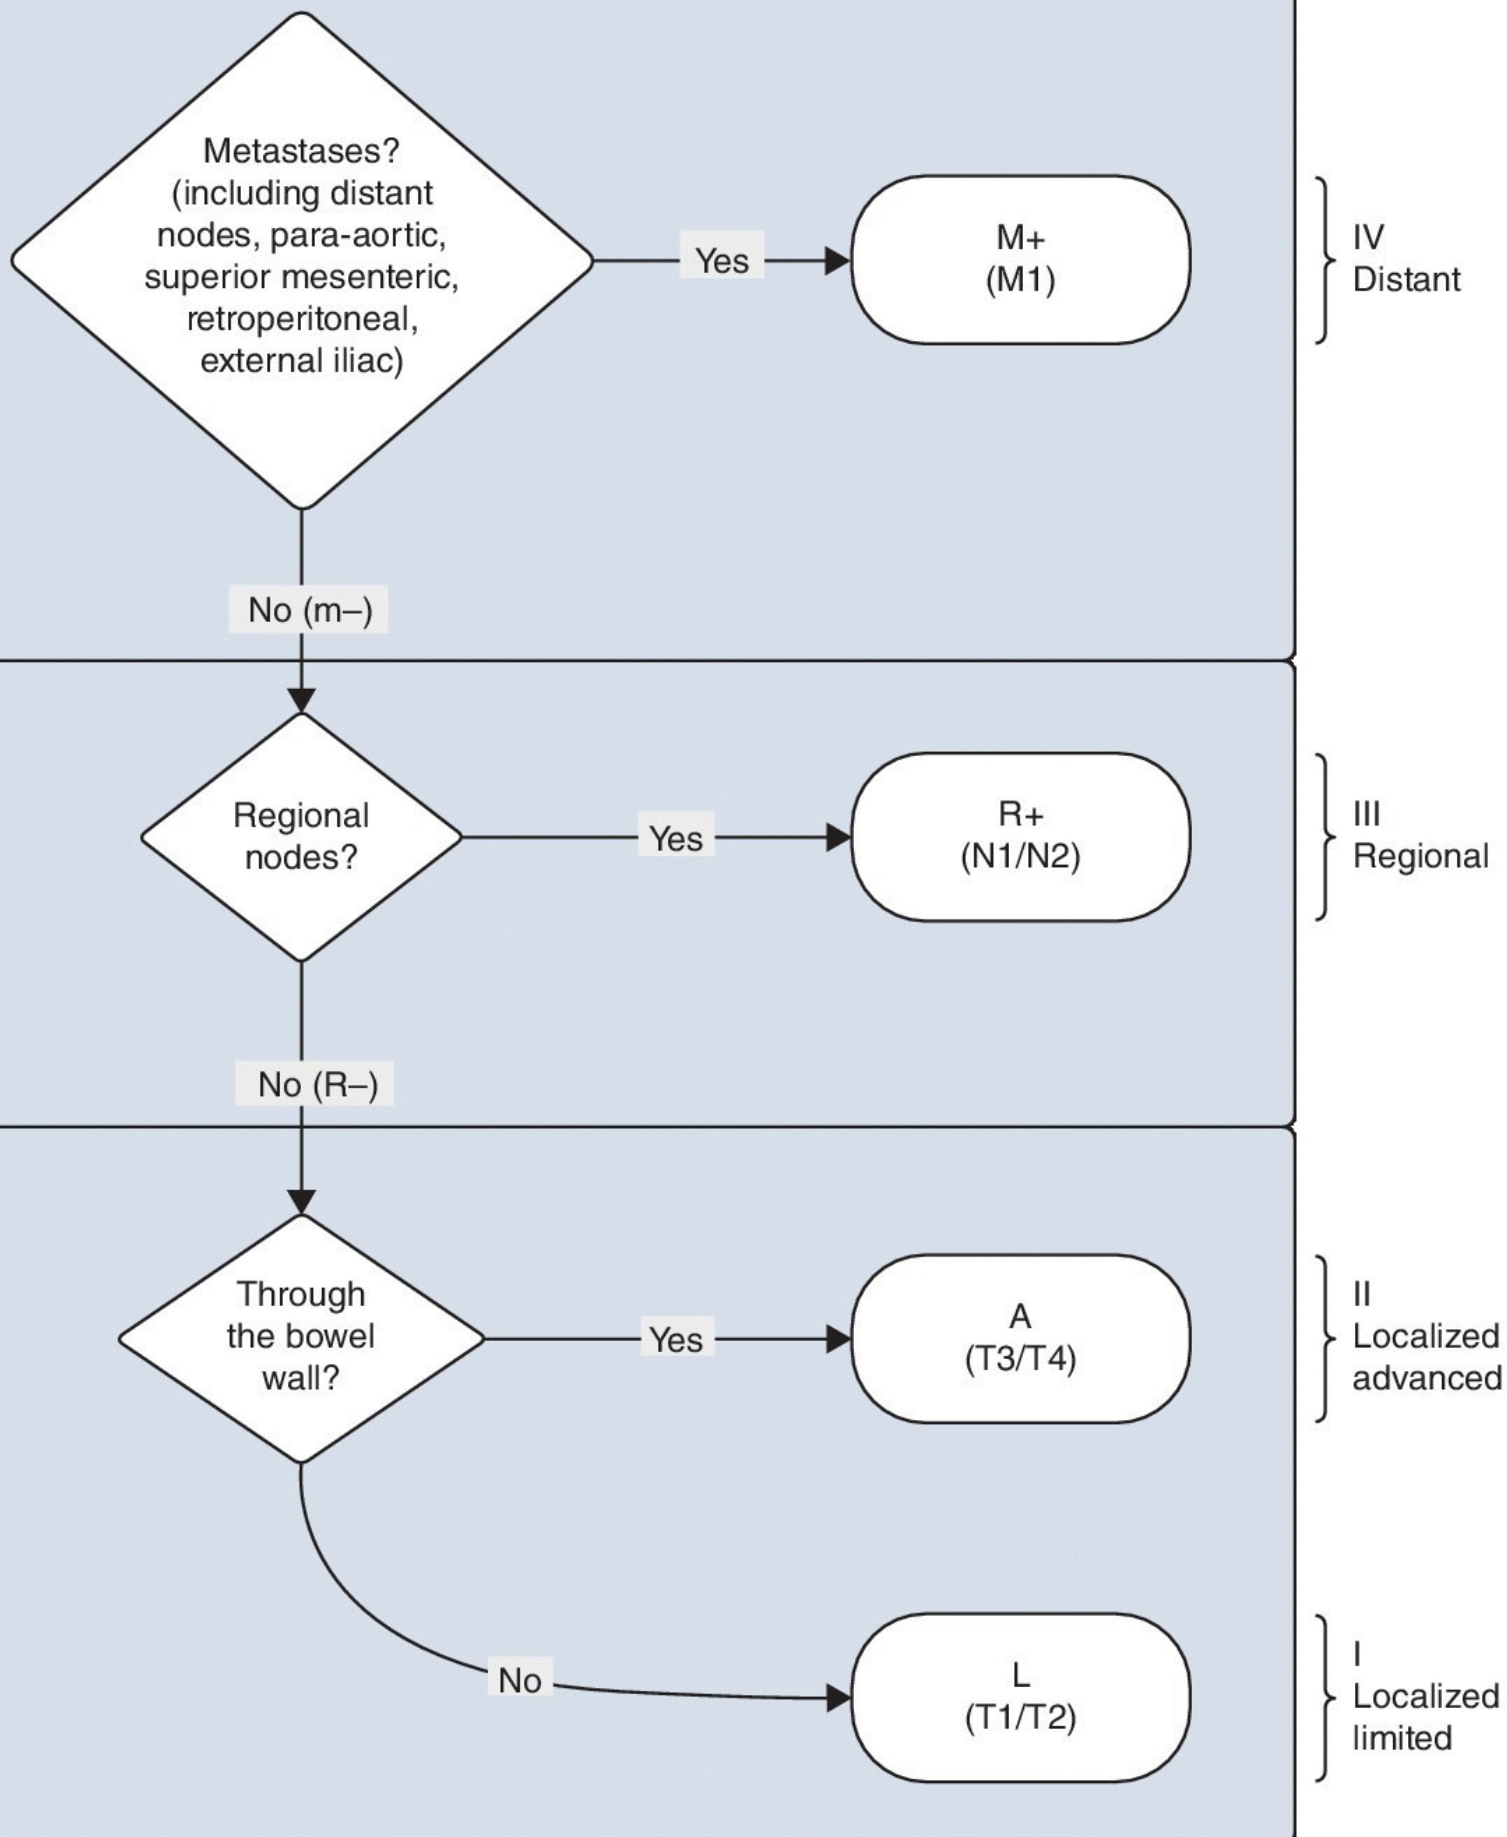 Metastases?
(including distant
nodes, para-aortic,
superior mesenteric,
retroperitoneal,
external iliac)
Yes
M+
(M1)
IV
Distant
No (m–)
Regional
nodes?
Yes
R+
(N1/N2)
III
Regional
No (R–)
Through
the bowel
wall?
Yes
A
(T3/T4)
II
Localized
advanced
No
L
(T1/T2)
I
Localized
limited